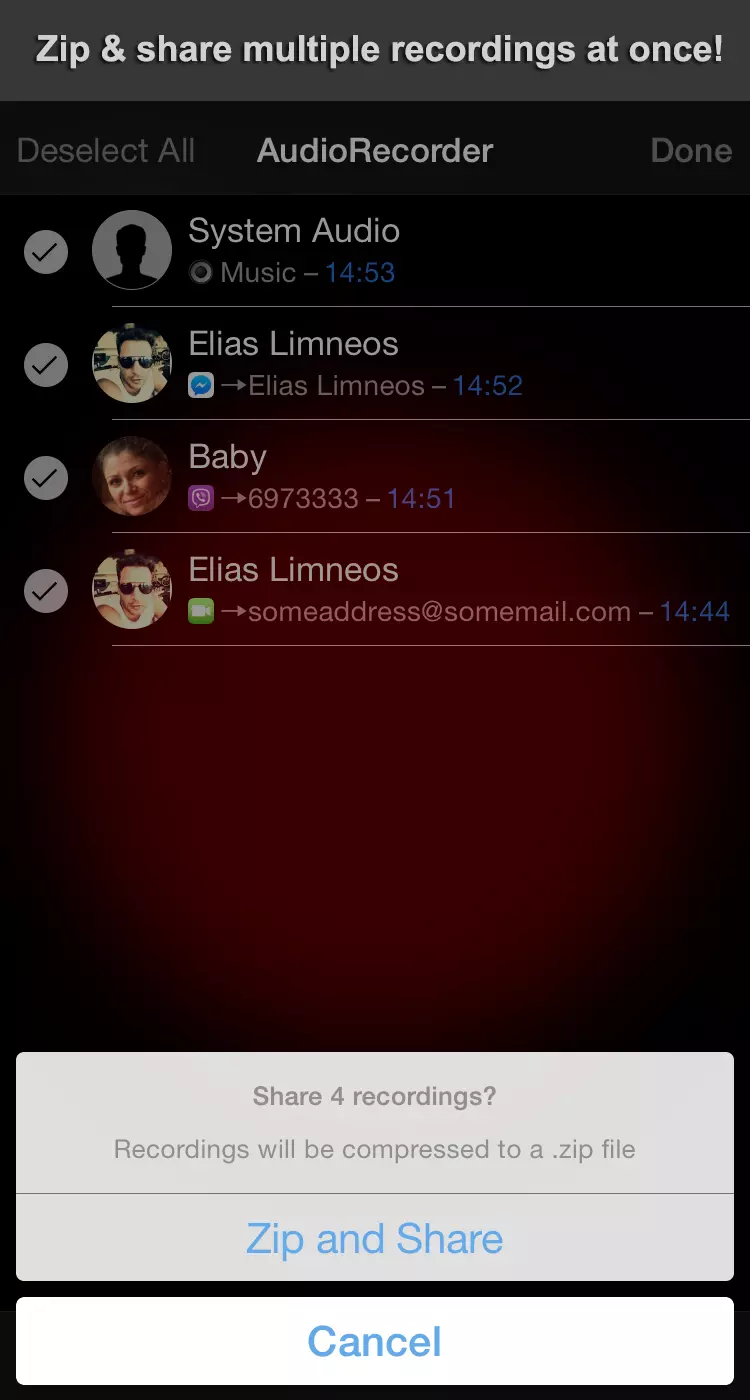 Zip & share multiple recordings at once!
Deselect All AudioRecorder Done
System Audio
Music – 14:53
Elias Limneos
→Elias Limneos – 14:52
Baby
→6973333 – 14:51
Elias Limneos
→someaddress@somemail.com – 14:44
Share 4 recordings?
Recordings will be compressed to a .zip file
Zip and Share
Cancel